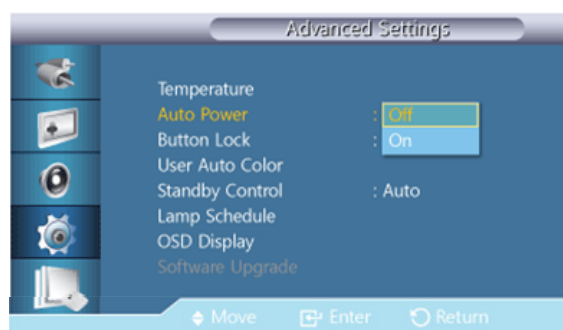 Advanced Settings
Temperature
Auto Power : Off
Button Lock : On
User Auto Color
Standby Control : Auto
Lamp Schedule
OSD Display
Software Upgrade
Move Enter Return